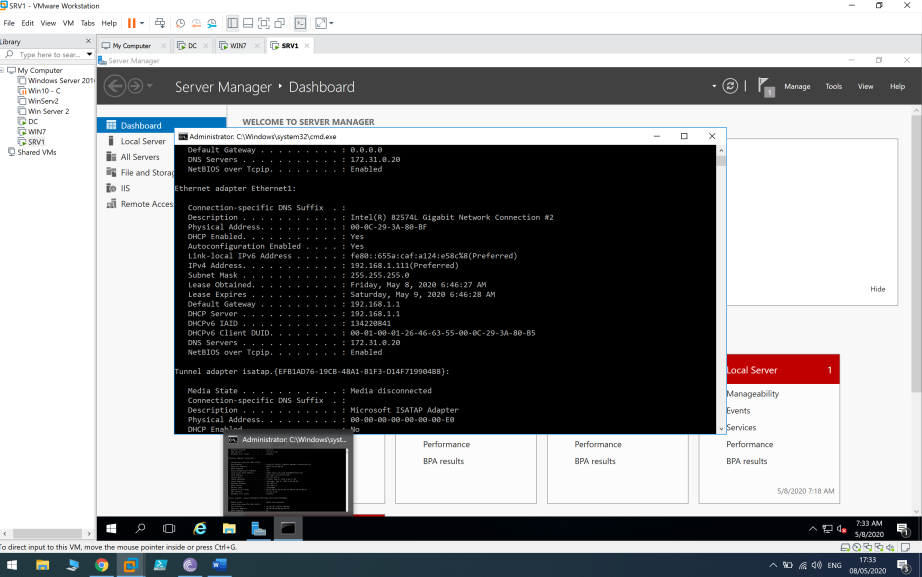 SRV1 - VMware Workstation
File Edit View VM Tabs Help
Library
Type here to sear...
My Computer
Windows Server 201
Win10 - C
WinServ2
Win Server 2
DC
WIN7
SRV1
Shared VMs
My Computer DC WIN7 SRV1
Server Manager
Server Manager • Dashboard
1
Manage Tools View Help
Dashboard
Local Server
All Servers
File and Storag
IIS
Remote Acces
WELCOME TO SERVER MANAGER
Administrator: C:\Windows\system32\cmd.exe
Default Gateway . . . . . . . . . : 0.0.0.0
DNS Servers . . . . . . . . . . . : 172.31.0.20
NetBIOS over Tcpip. . . . . . . . : Enabled
Ethernet adapter Ethernet1:
Connection-specific DNS Suffix . :
Description . . . . . . . . . . . : Intel(R) 82574L Gigabit Network Connection #2
Physical Address. . . . . . . . . : 00-0C-29-3A-80-BF
DHCP Enabled. . . . . . . . . . . : Yes
Autoconfiguration Enabled . . . . : Yes
Link-local IPv6 Address . . . . . : fe80::655a:caf:a124:e58c%8(Preferred)
IPv4 Address. . . . . . . . . . . : 192.168.1.111(Preferred)
Subnet Mask . . . . . . . . . . . : 255.255.255.0
Lease Obtained. . . . . . . . . . : Friday, May 8, 2020 6:46:27 AM
Lease Expires . . . . . . . . . . : Saturday, May 9, 2020 6:46:28 AM
Default Gateway . . . . . . . . . : 192.168.1.1
DHCP Server . . . . . . . . . . . : 192.168.1.1
DHCPv6 IAID . . . . . . . . . . . : 134220841
DHCPv6 Client DUID. . . . . . . . : 00-01-00-01-26-46-63-55-00-0C-29-3A-80-B5
DNS Servers . . . . . . . . . . . : 172.31.0.20
NetBIOS over Tcpip. . . . . . . . : Enabled
Tunnel adapter isatap.{EFB1AD76-19CB-48A1-B1F3-D14F719904B8}:
Media State . . . . . . . . . . . : Media disconnected
Connection-specific DNS Suffix . :
Description . . . . . . . . . . . : Microsoft ISATAP Adapter
Physical Address. . . . . . . . . : 00-00-00-00-00-00-00-E0
DHCP Enabled. . . . . . . . . . . : No
Hide
Local Server 1
Manageability
Events
Services
Performance
BPA results
5/8/2020 7:18 AM
Performance
BPA results
Performance
BPA results
Administrator: C:\Windows\syst...
7:33 AM
5/8/2020
1
To direct input to this VM, move the mouse pointer inside or press Ctrl+G.
ENG
17:33
08/05/2020
3